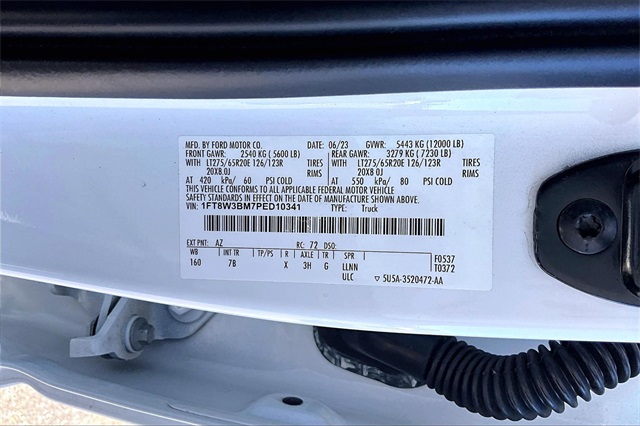 MFD. BY FORD MOTOR CO. DATE: 06/23 GVWR: 5443 KG (12000 LB)
FRONT GAWR: 2540 KG (5600 LB) REAR GAWR: 3279 KG (7230 LB)
WITH LT275/65R20E 126/123R TIRES WITH LT275/65R20E 126/123R TIRES
20X8.0J RIMS 20X8.0J RIMS
AT 420 kPa/ 60 PSI COLD AT 550 kPa/ 80 PSI COLD
THIS VEHICLE CONFORMS TO ALL APPLICABLE FEDERAL MOTOR VEHICLE
SAFETY STANDARDS IN EFFECT ON THE DATE OF MANUFACTURE SHOWN ABOVE.
VIN: 1FT8W3BM7PED10341 TYPE: Truck
EXT PNT: AZ RC: 72 DSO: F0537
WB INT TR TP/PS R AXLE TR SPR T0372
160 7B X 3H G LLNN
ULC 5U5A-3520472-AA